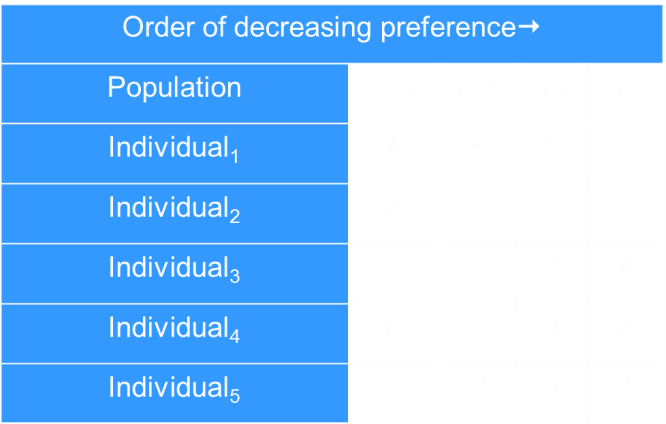 Order of decreasing preference→
Population
Individual₁
Individual₂
Individual₃
Individual₄
Individual₅